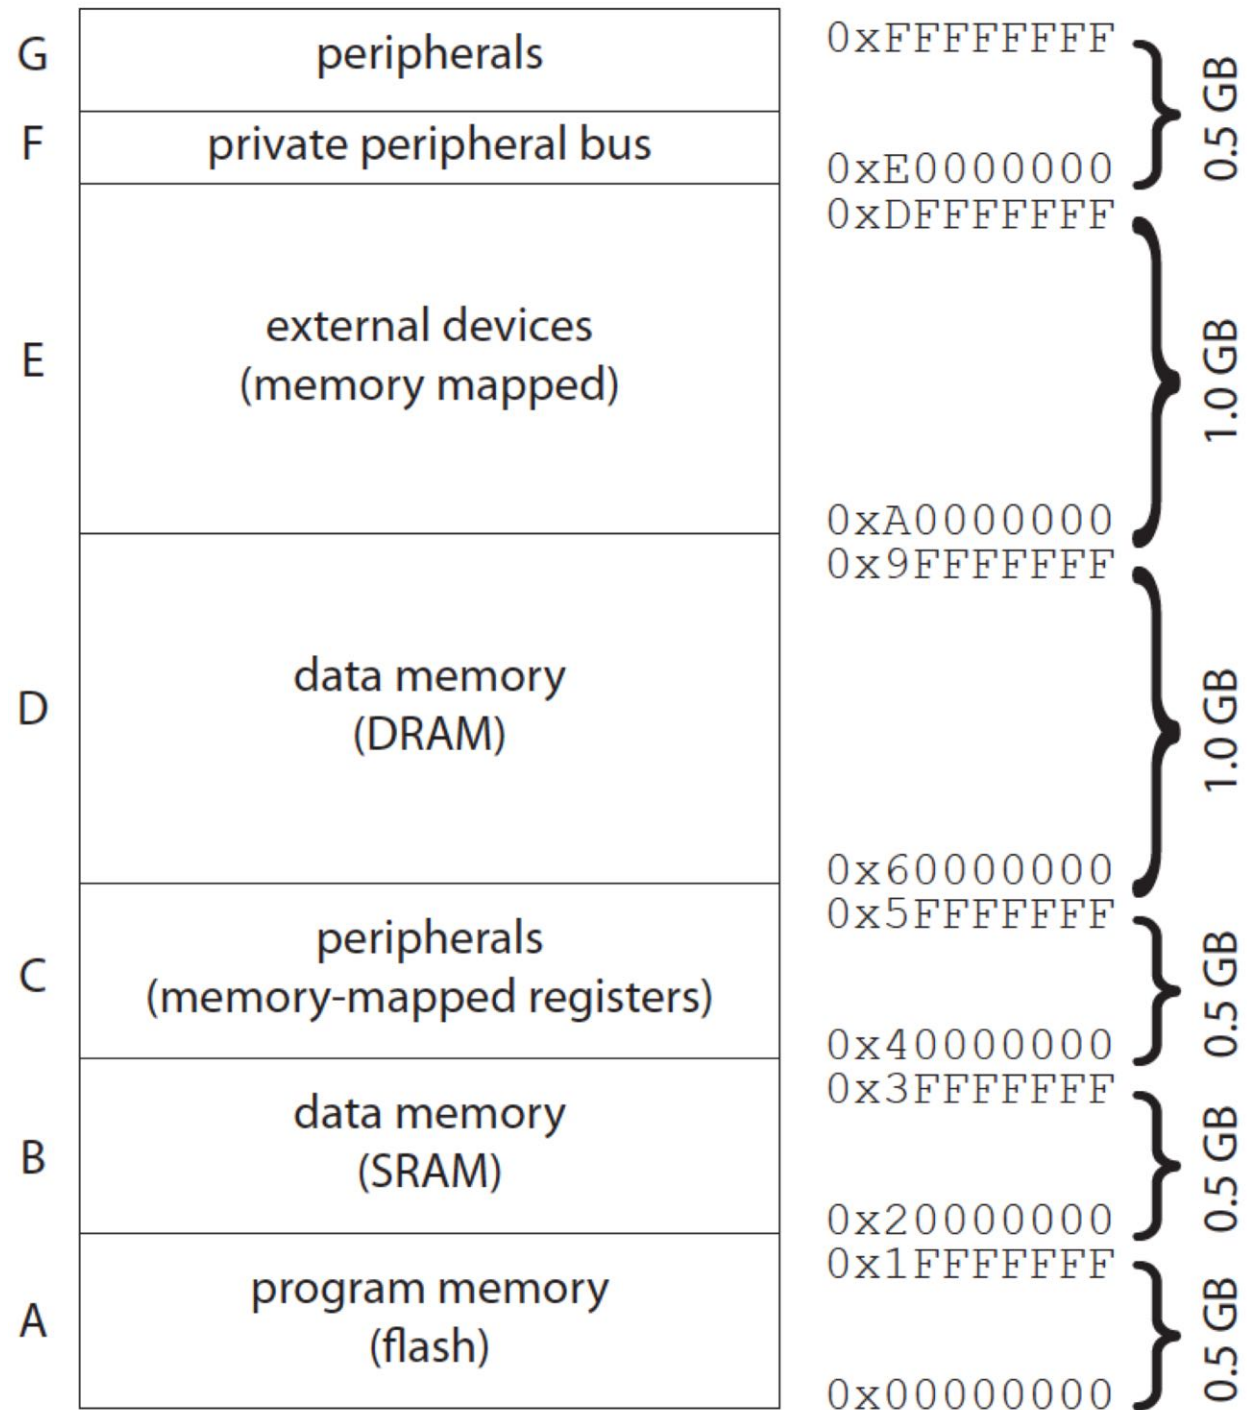 G
peripherals
0xFFFFFFFF
0.5 GB
F
private peripheral bus
0xE0000000
0xDFFFFFFF
E
external devices
(memory mapped)
1.0 GB
0xA0000000
0x9FFFFFFF
D
data memory
(DRAM)
1.0 GB
0x60000000
0x5FFFFFFF
C
peripherals
(memory-mapped registers)
0.5 GB
0x40000000
0x3FFFFFFF
B
data memory
(SRAM)
0.5 GB
0x20000000
0x1FFFFFFF
A
program memory
(flash)
0.5 GB
0x00000000